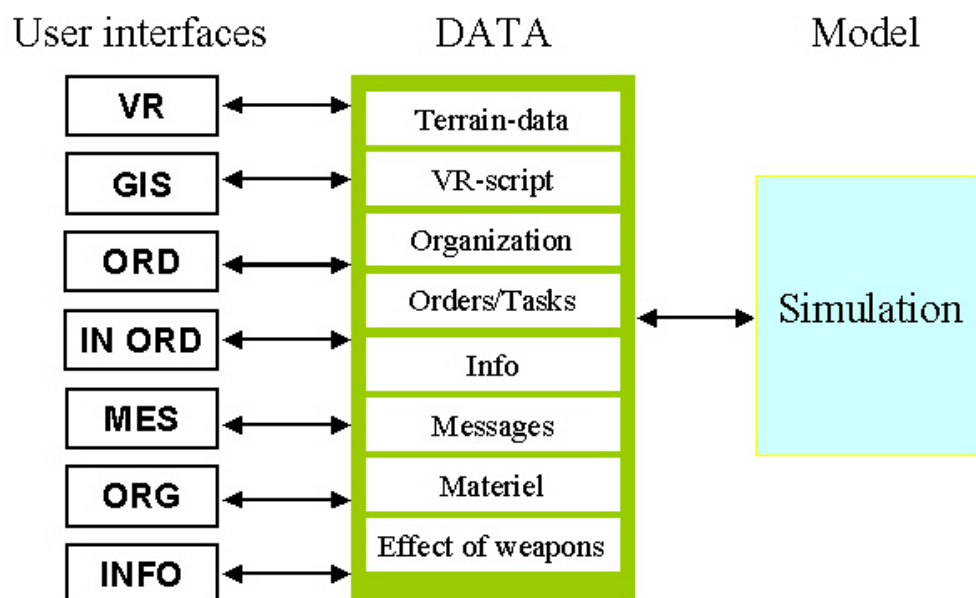 User interfaces
DATA
Model
VR
GIS
ORD
IN ORD
MES
ORG
INFO
Terrain-data
VR-script
Organization
Orders/Tasks
Info
Messages
Materiel
Effect of weapons
Simulation